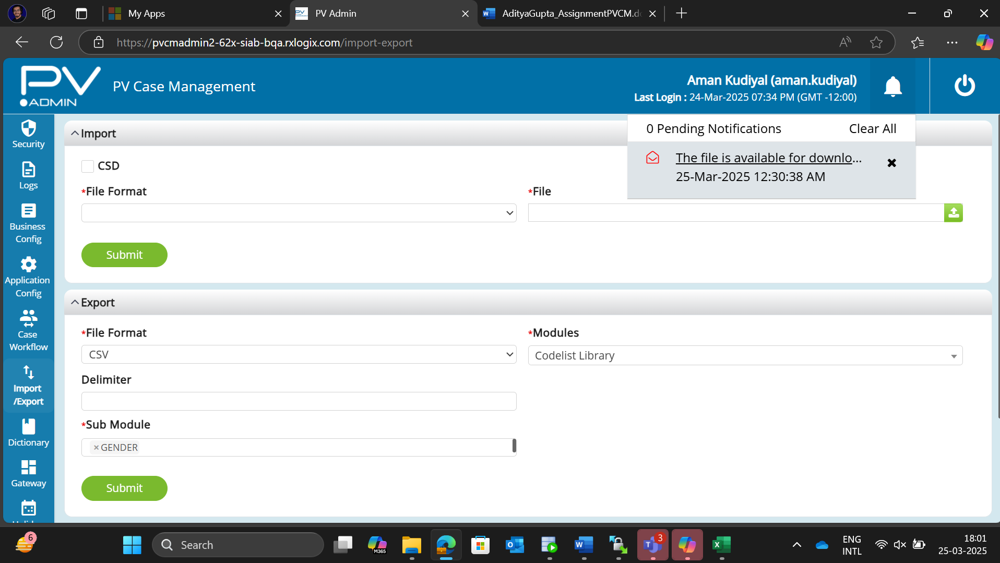 My Apps
PV Admin
AdityaGupta_AssignmentPVCM.d
https://pvcmadmin2-62x-siab-bqa.rxlogix.com/import-export
PV
ADMIN
PV Case Management
Aman Kudiyal (aman.kudiyal)
Last Login : 24-Mar-2025 07:34 PM (GMT -12:00)
0 Pending Notifications
Clear All
The file is available for downlo...
25-Mar-2025 12:30:38 AM
Security
Logs
Business
Config
Application
Config
Case
Workflow
Import
/Export
Dictionary
Gateway
Import
CSD
*File Format
*File
Submit
Export
*File Format
*Modules
CSV
Codelist Library
Delimiter
*Sub Module
×GENDER
Submit
6
Search
M365
3
ENG
INTL
18:01
25-03-2025